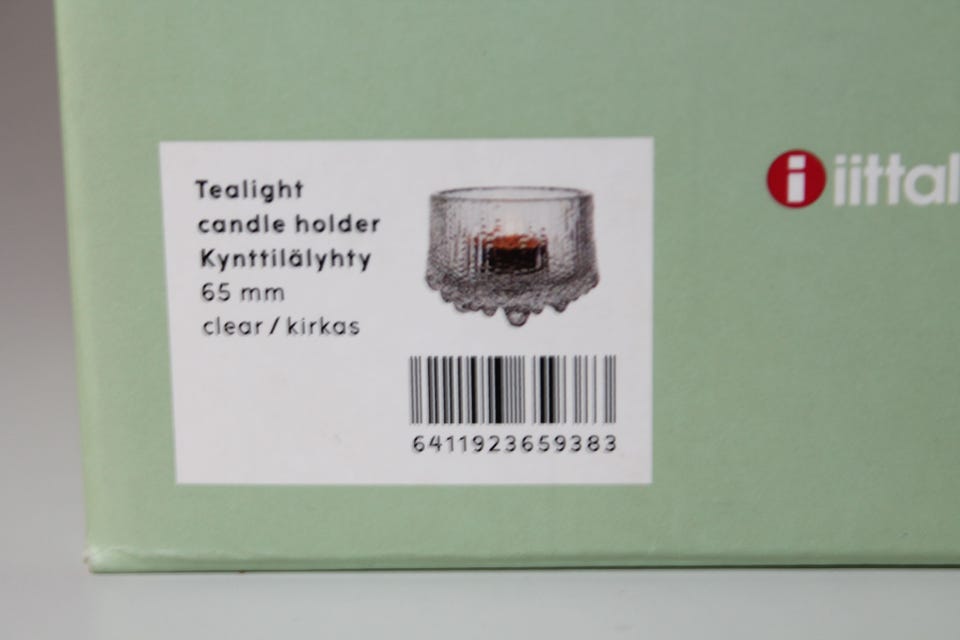 Tealight
candle holder
Kynttilälyhty
65 mm
clear / kirkas
6411923659383
i iittal